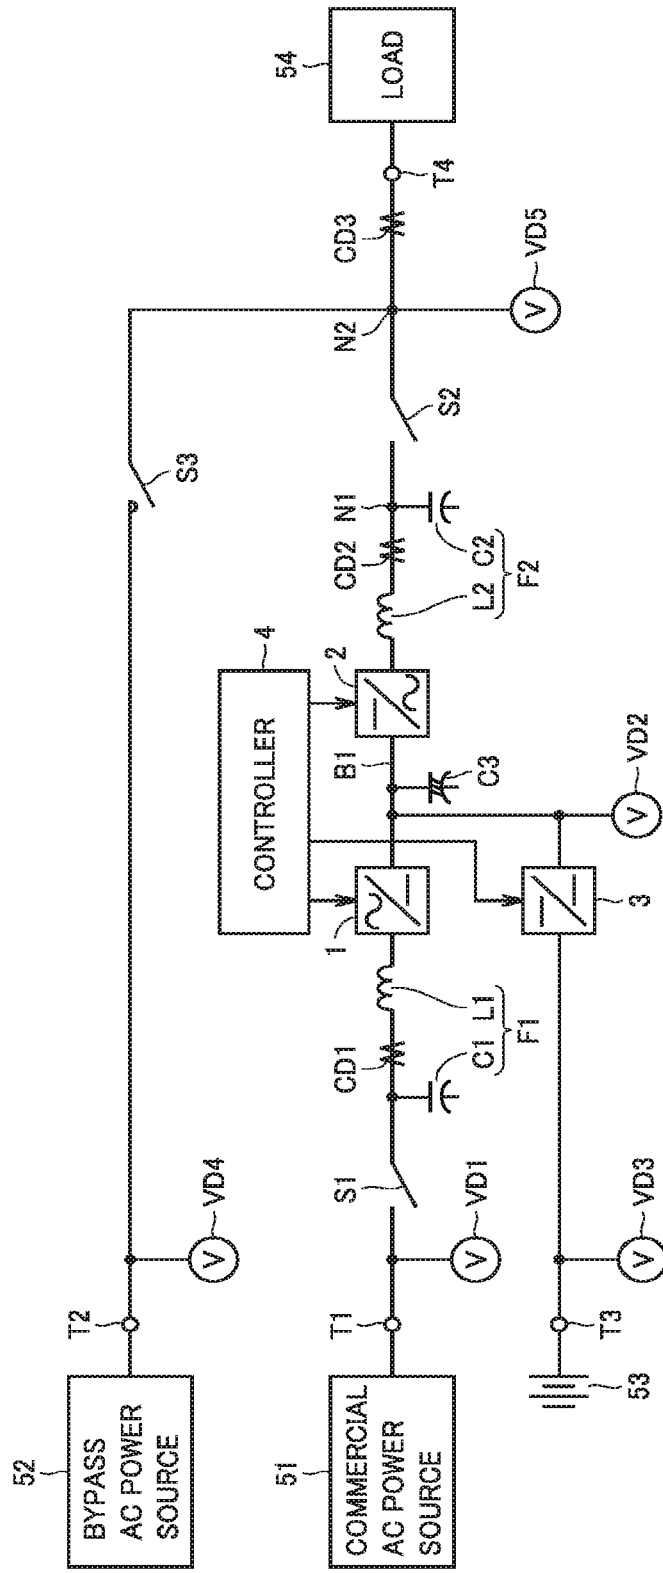 52
BYPASS
AC POWER
SOURCE
T2
VD4
S3
51
COMMERCIAL
AC POWER
SOURCE
T1
VD1
S1
CD1
C1 L1
F1
1
CONTROLLER
4
B1
2
C3
L2 C2
F2
CD2
N1
S2
N2
CD3
T4
54
LOAD
V
VD5
53
T3
V
VD3
3
V
VD2
V
V